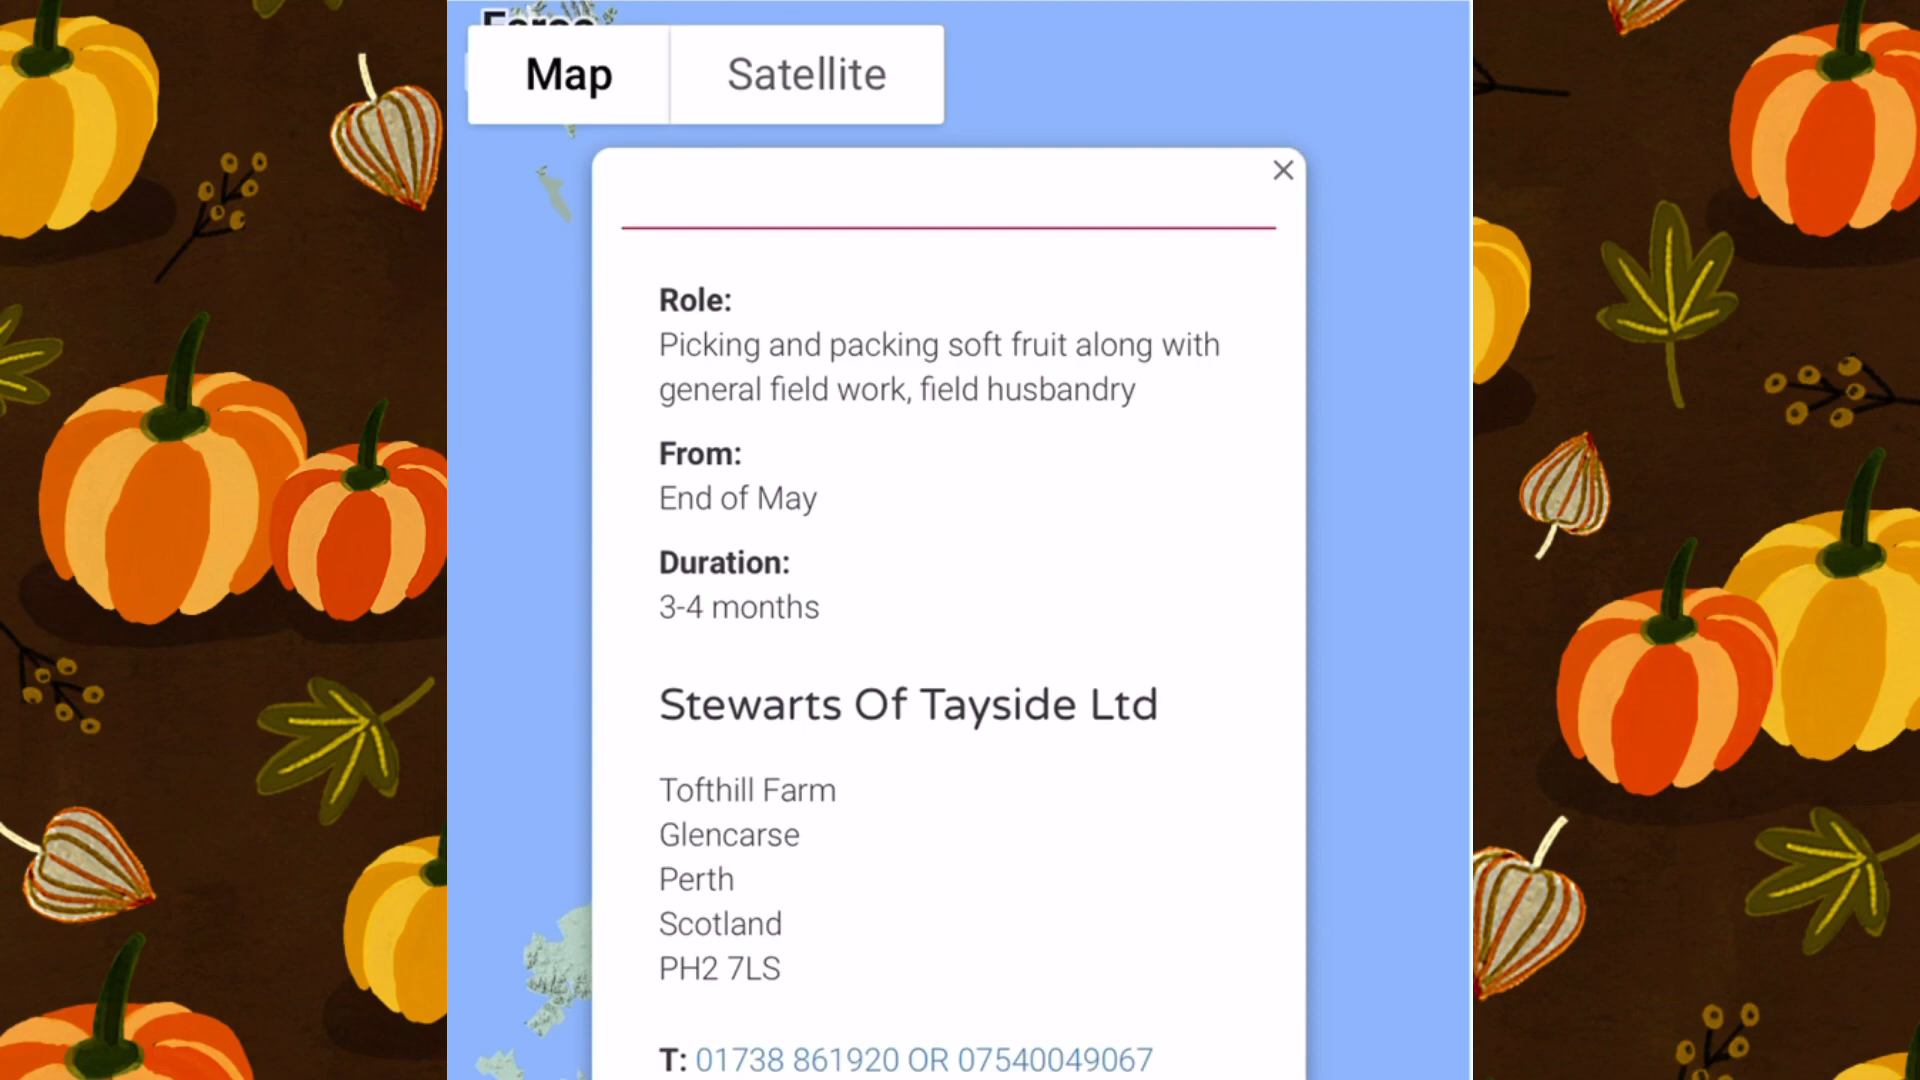 Faroe
Map
Satellite
Role:
Picking and packing soft fruit along with
general field work, field husbandry
From:
End of May
Duration:
3-4 months
Stewarts Of Tayside Ltd
Tofthill Farm
Glencarse
Perth
Scotland
PH2 7LS
T: 01738 861920 OR 07540049067